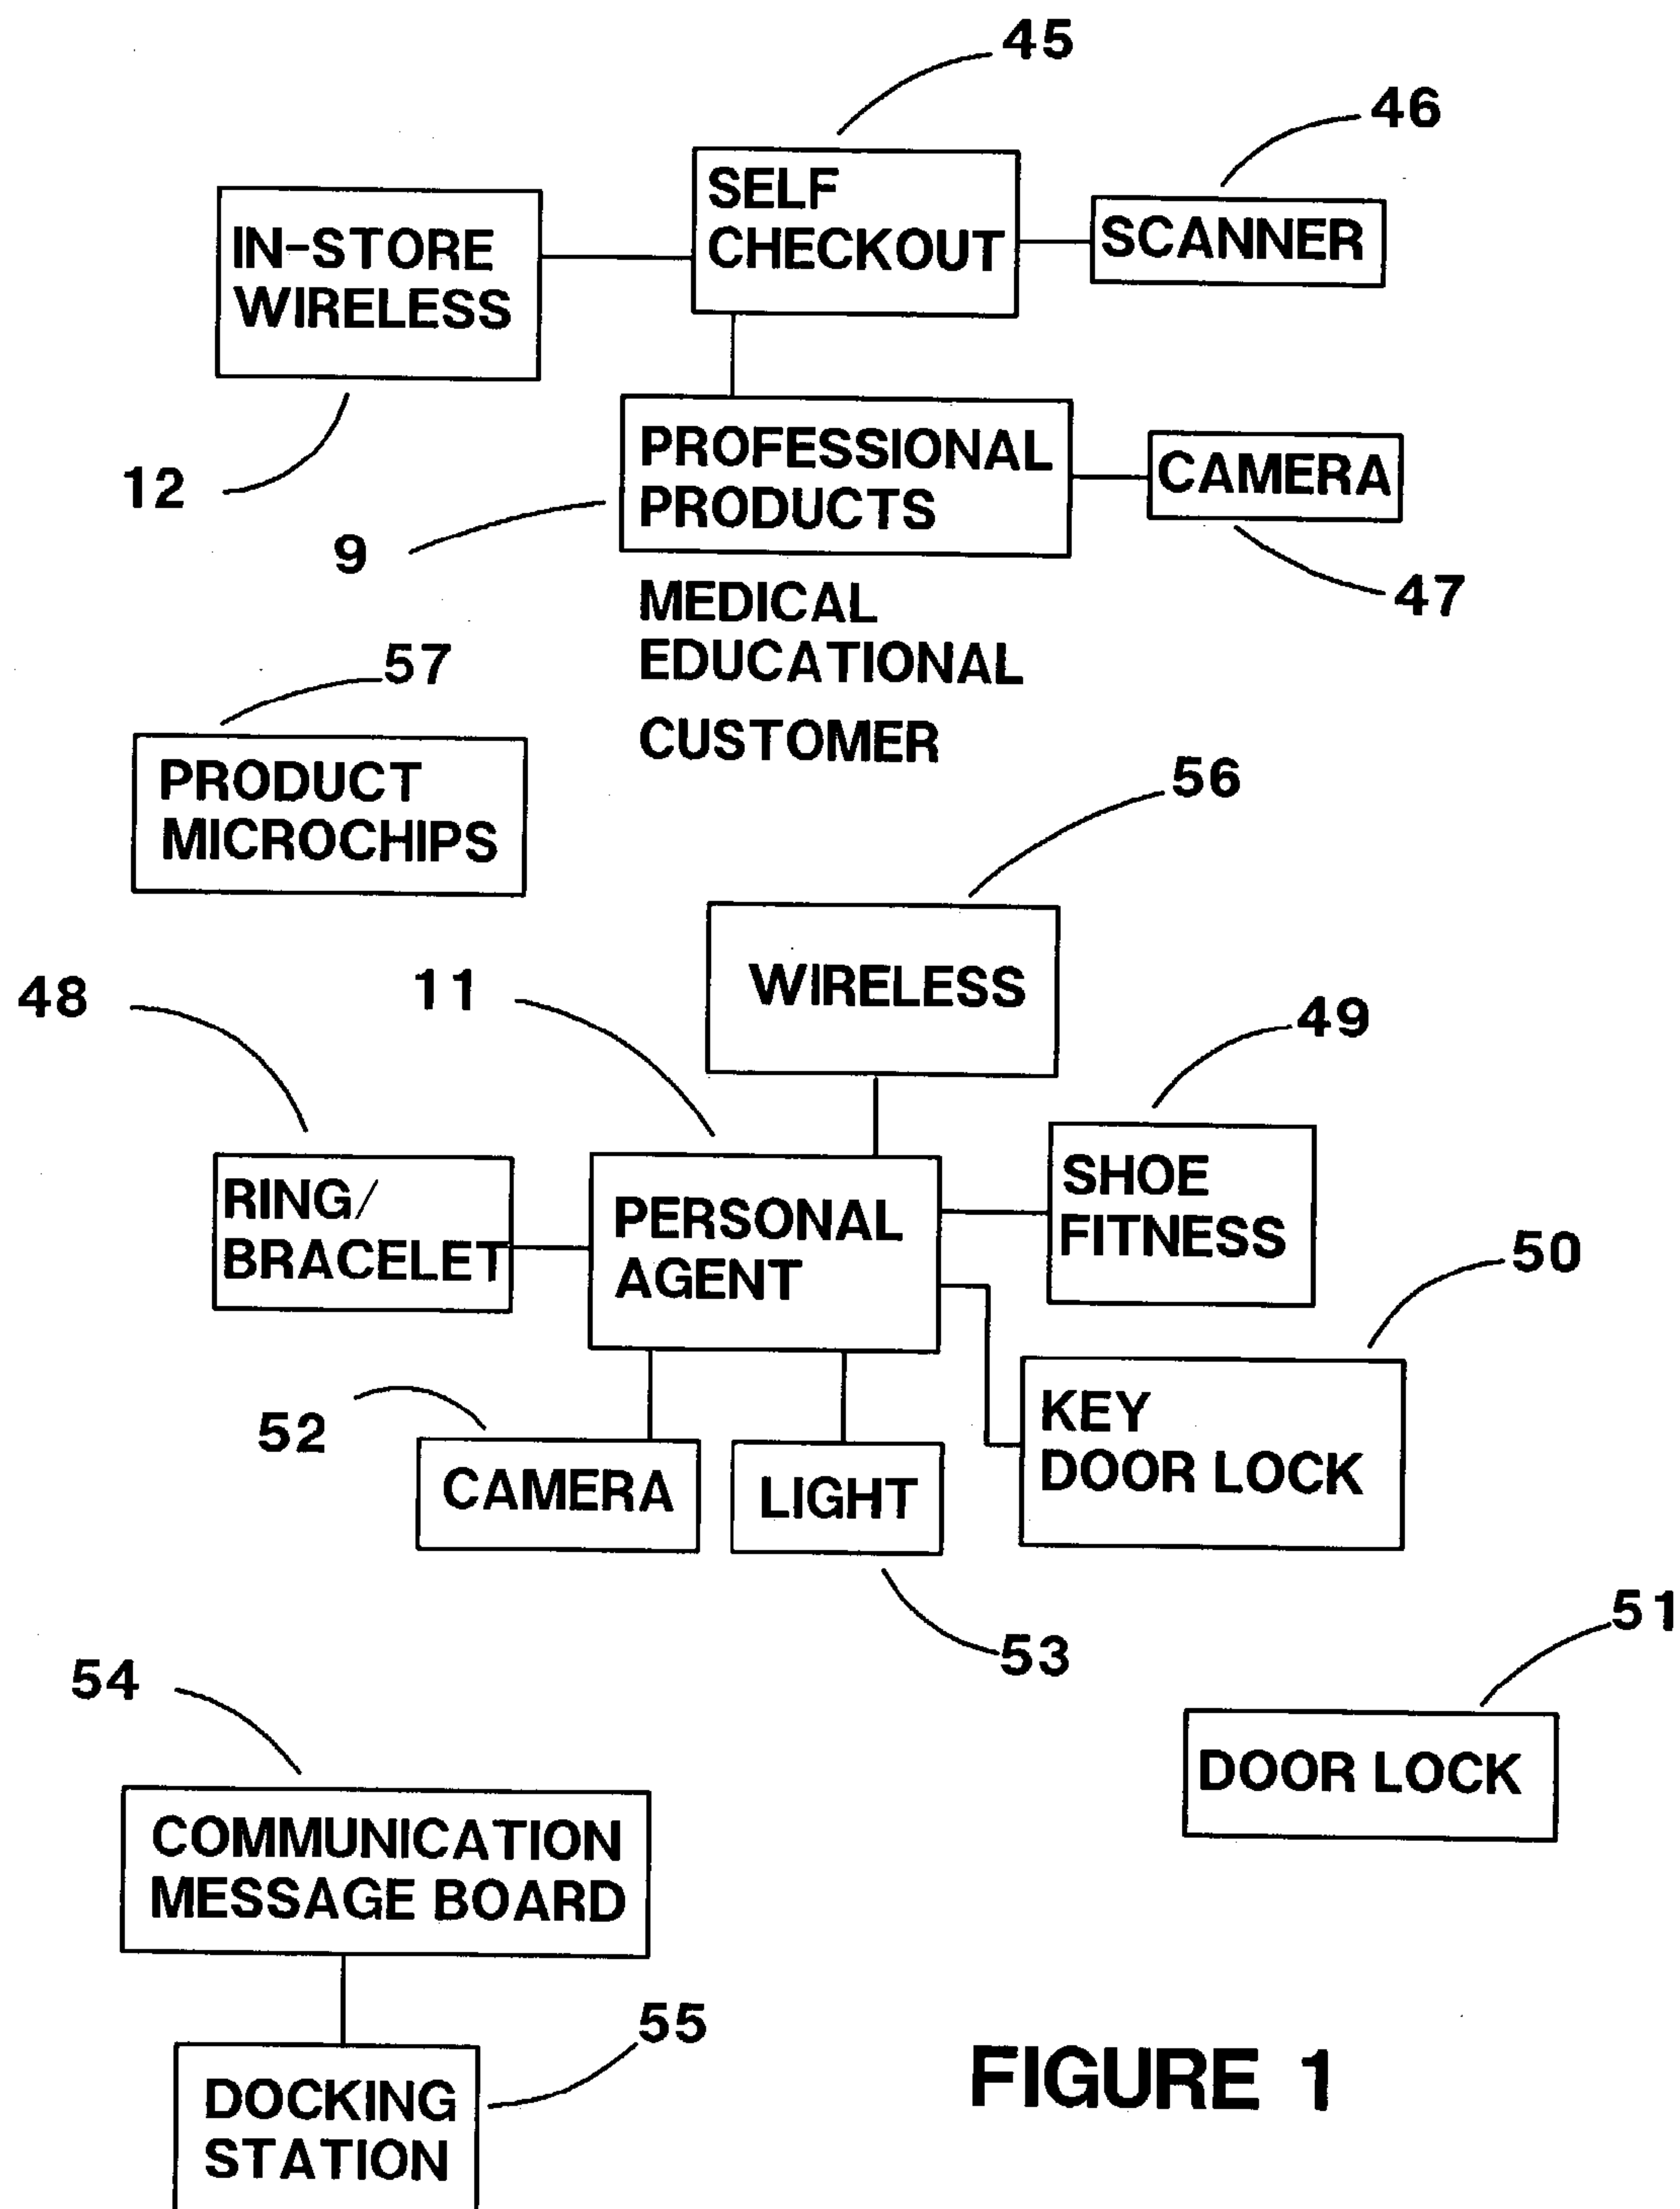 45
46
SELF
CHECKOUT
IN-STORE
WIRELESS
SCANNER
12
PROFESSIONAL
PRODUCTS
CAMERA
9
47
MEDICAL
EDUCATIONAL
CUSTOMER
57
PRODUCT
MICROCHIPS
56
WIRELESS
48
11
49
RING/
BRACELET
PERSONAL
AGENT
SHOE
FITNESS
50
KEY
DOOR LOCK
52
CAMERA
LIGHT
53
51
DOOR LOCK
54
COMMUNICATION
MESSAGE BOARD
55
DOCKING
STATION
FIGURE 1